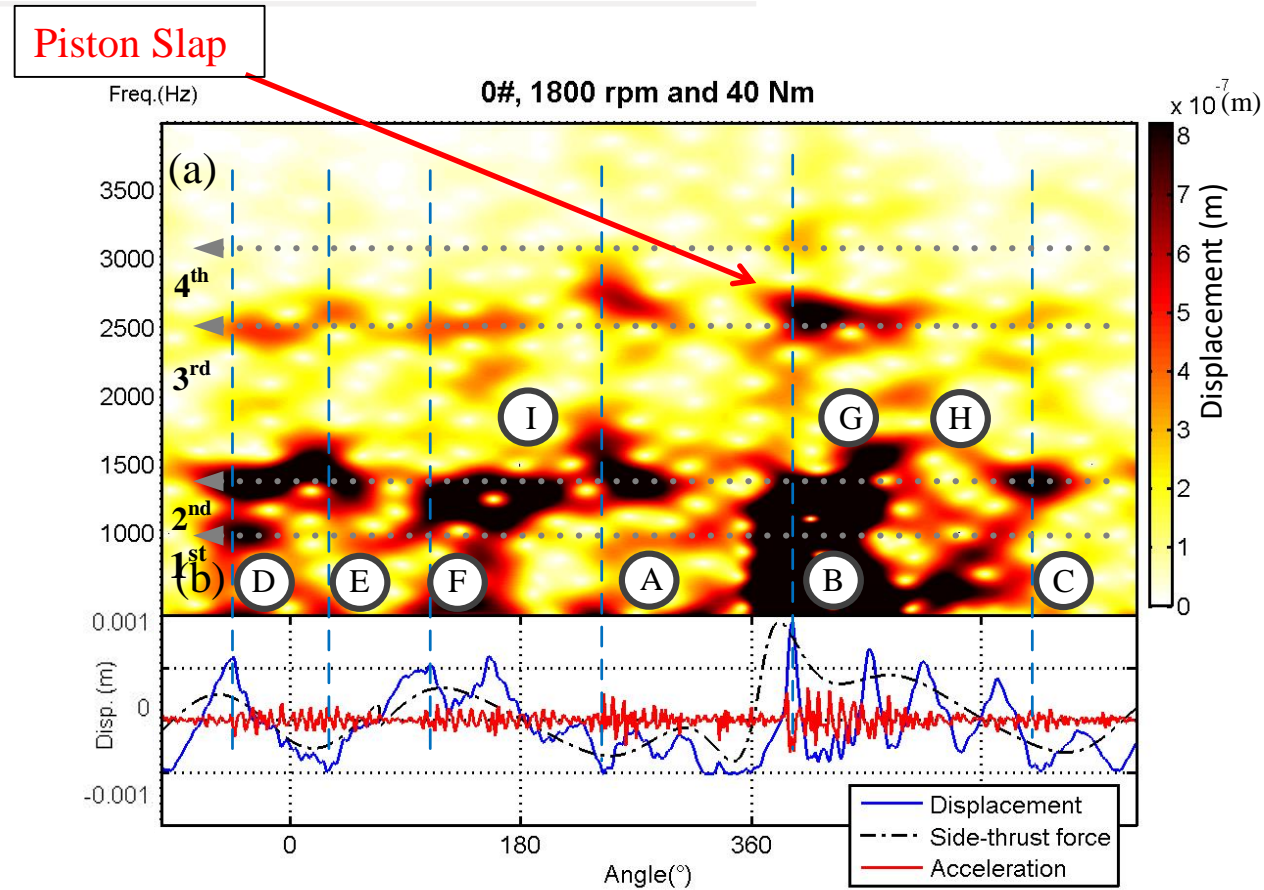 Piston Slap
Freq.(Hz)
0#, 1800 rpm and 40 Nm
x 10^-7 (m)
(a)
3500
3000
4th
2500
3rd
2000
1500
2nd
1000
1st
I
G
H
(b)
D
E
F
A
B
C
8
7
6
5
4
3
2
1
0
Displacement (m)
0.001
0
-0.001
Disp. (m)
0
180
360
Angle(°)
Displacement
Side-thrust force
Acceleration